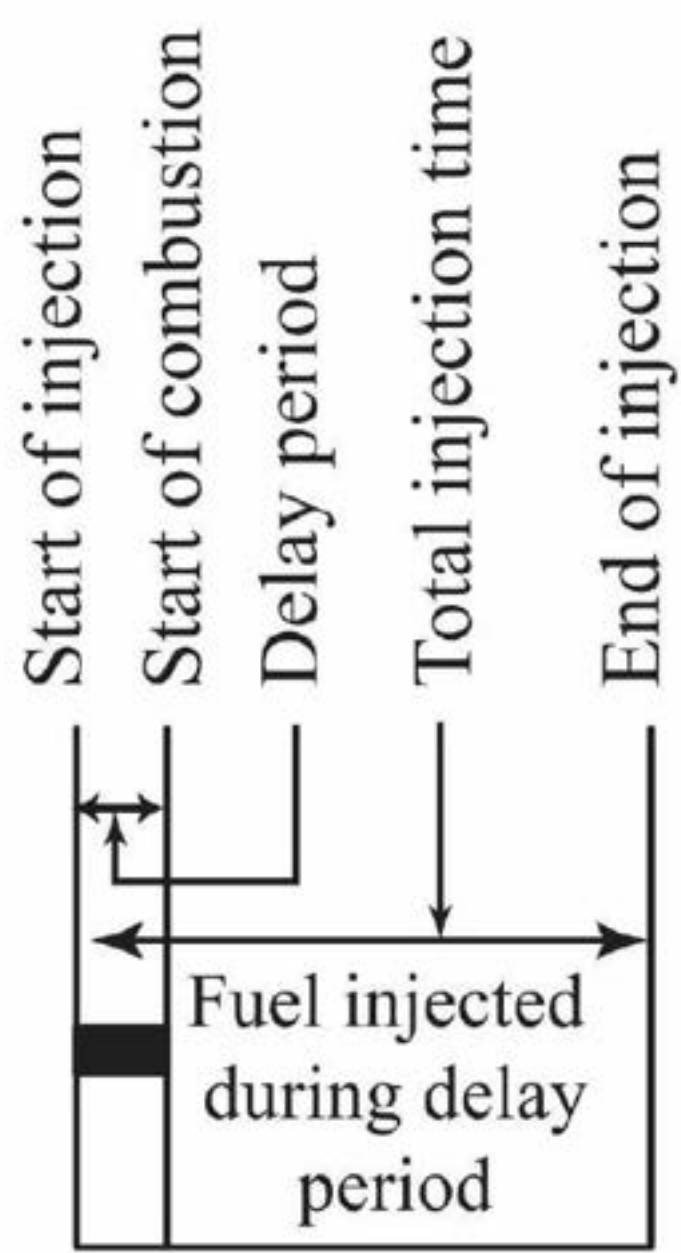 Start of injection
Start of combustion
Delay period
Total injection time
End of injection
Fuel injected
during delay
period